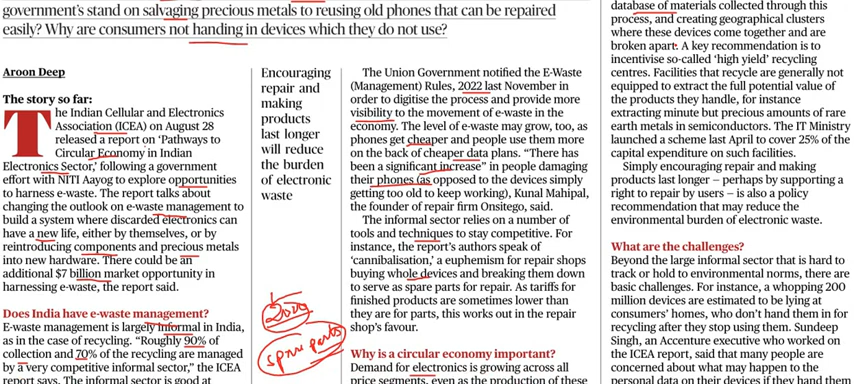 government's stand on salvaging precious metals to reusing old phones that can be repaired
easily? Why are consumers not handing in devices which they do not use?
Aroon Deep
The story so far:
The Indian Cellular and Electronics
Association (ICEA) on August 28
released a report on 'Pathways to
Circular Economy in Indian
Electronics Sector,' following a government
effort with NITI Aayog to explore opportunities
to harness e-waste. The report talks about
changing the outlook on e-waste management to
build a system where discarded electronics can
have a new life, either by themselves, or by
reintroducing components and precious metals
into new hardware. There could be an
additional $7 billion market opportunity in
harnessing e-waste, the report said.
Does India have e-waste management?
E-waste management is largely informal in India,
as in the case of recycling. "Roughly 90% of
collection and 70% of the recycling are managed
by a very competitive informal sector," the ICEA
report says. The informal sector is good at
Encouraging
repair and
making
products
last longer
will reduce
the burden
of electronic
waste
spare parts
The Union Government notified the E-Waste
(Management) Rules, 2022 last November in
order to digitise the process and provide more
visibility to the movement of e-waste in the
economy. The level of e-waste may grow, too, as
phones get cheaper and people use them more
on the back of cheaper data plans. "There has
been a significant increase" in people damaging
their phones (as opposed to the devices simply
getting too old to keep working), Kunal Mahipal,
the founder of repair firm Onsitego, said.
The informal sector relies on a number of
tools and techniques to stay competitive. For
instance, the report's authors speak of
'cannibalisation,' a euphemism for repair shops
buying whole devices and breaking them down
to serve as spare parts for repair. As tariffs for
finished products are sometimes lower than
they are for parts, this works out in the repair
shop's favour.
Why is a circular economy important?
Demand for electronics is growing across all
price segments, even as the production of these
database of materials collected through this
process, and creating geographical clusters
where these devices come together and are
broken apart. A key recommendation is to
incentivise so-called 'high yield' recycling
centres. Facilities that recycle are generally not
equipped to extract the full potential value of
the products they handle, for instance
extracting minute but precious amounts of rare
earth metals in semiconductors. The IT Ministry
launched a scheme last April to cover 25% of the
capital expenditure on such facilities.
Simply encouraging repair and making
products last longer – perhaps by supporting a
right to repair by users – is also a policy
recommendation that may reduce the
environmental burden of electronic waste.
What are the challenges?
Beyond the large informal sector that is hard to
track or hold to environmental norms, there are
basic challenges. For instance, a whopping 200
million devices are estimated to be lying at
consumers' homes, who don't hand them in for
recycling after they stop using them. Sundeep
Singh, an Accenture executive who worked on
the ICEA report, said that many people are
concerned about what may happen to the
personal data on their devices if they hand them